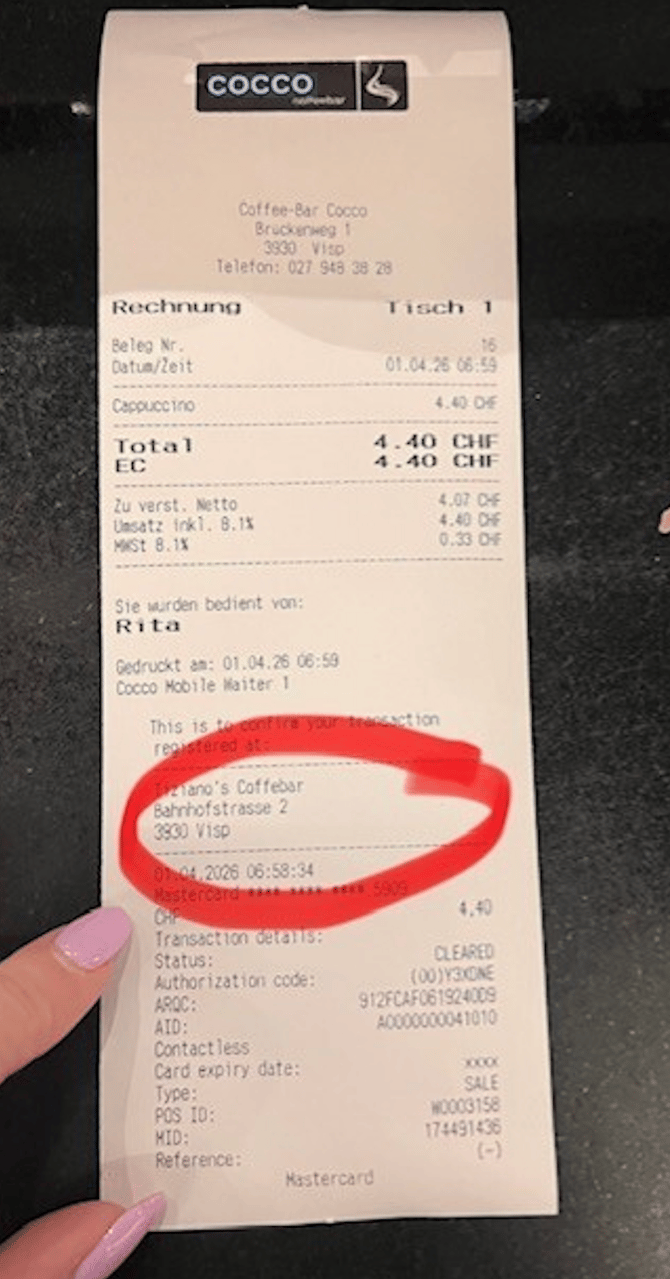 COCCO
coffeebar
Coffee-Bar Cocco
Brückenweg 1
3930 Visp
Telefon: 027 948 38 28
Rechnung Tisch 1
Beleg Nr. 16
Datum/Zeit 01.04.26 06:59
Cappuccino 4.40 CHF
Total 4.40 CHF
EC 4.40 CHF
Zu verst. Netto 4.07 CHF
Umsatz inkl. 8.1% 4.40 CHF
MWSt 8.1% 0.33 CHF
Sie wurden bedient von:
Rita
Gedruckt am: 01.04.26 06:59
Cocco Mobile Waiter 1
This is to confirm your transaction
registered at:
Tiziano's Coffebar
Bahnhofstrasse 2
3930 Visp
01.04.2026 06:58:34
Mastercard **** **** **** 5909
CHF 4.40
Transaction details:
Status: CLEARED
Authorization code: (00)Y3XONE
ARQC: 912FCAF0619240D9
AID: A0000000041010
Contactless
Card expiry date: xxxx
Type: SALE
POS ID: W0003158
MID: 174491436
Reference: (-)
Mastercard